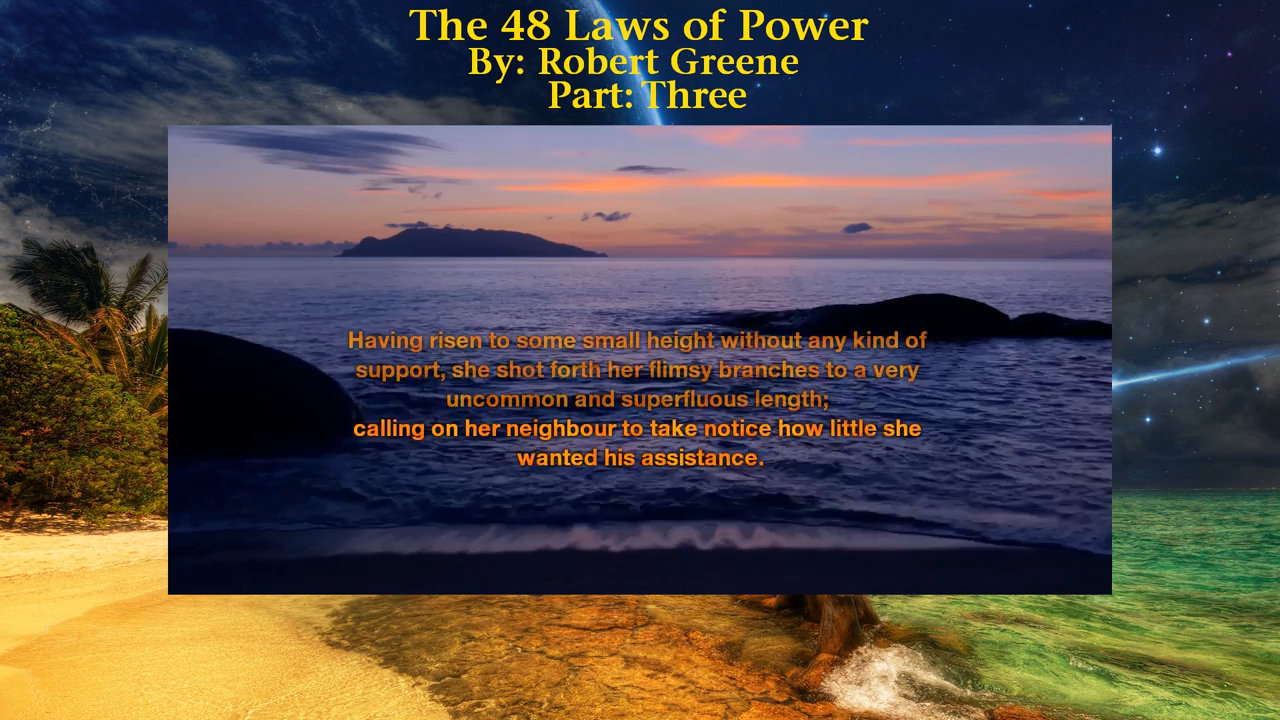 The 48 Laws of Power
By: Robert Greene
Part: Three
Having risen to some small height without any kind of
support, she shot forth her flimsy branches to a very
uncommon and superfluous length;
calling on her neighbour to take notice how little she
wanted his assistance.